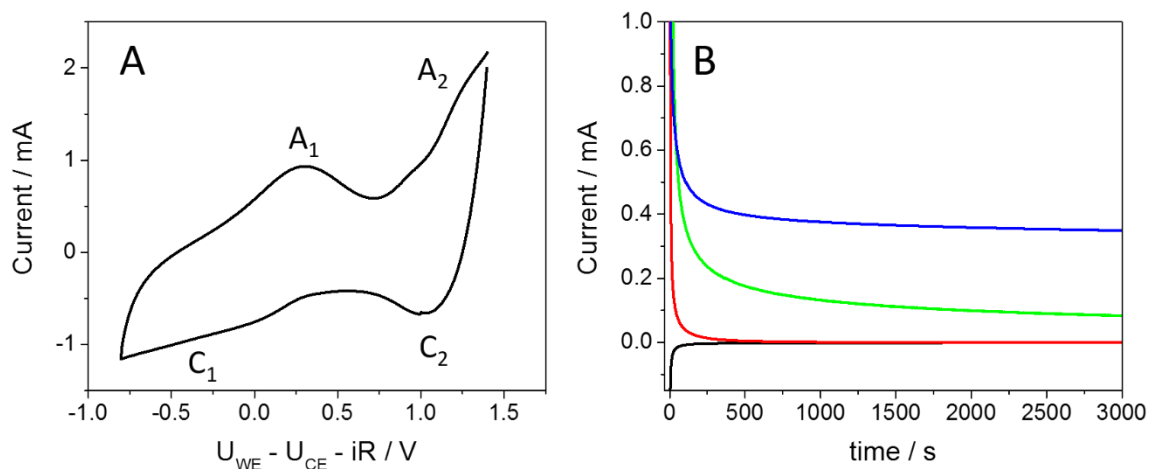 A
A₁
A₂
C₁
C₂
Current / mA
2
1
0
-1
-1.0 -0.5 0.0 0.5 1.0 1.5
U_WE - U_CE - iR / V
B
Current / mA
1.0
0.8
0.6
0.4
0.2
0.0
0 500 1000 1500 2000 2500 3000
time / s